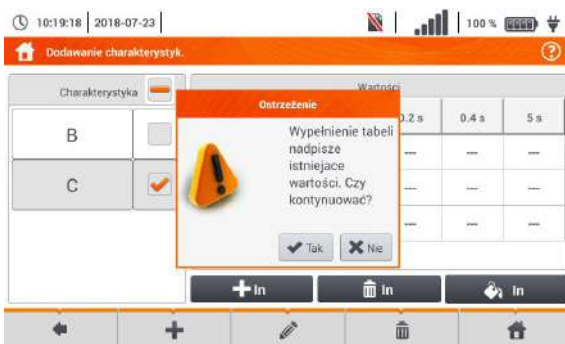 10:19:18 2018-07-23 100 %
Dodawanie charakterystyk.
Charakterystyka Wartości
Ostrzeżenie
0.2 s 0.4 s 5 s
B
C
Wypełnienie tabeli
nadpisze
istniejace
wartości. Czy
kontynuować?
--- --- ---
--- --- ---
--- --- ---
Tak Nie
In In In